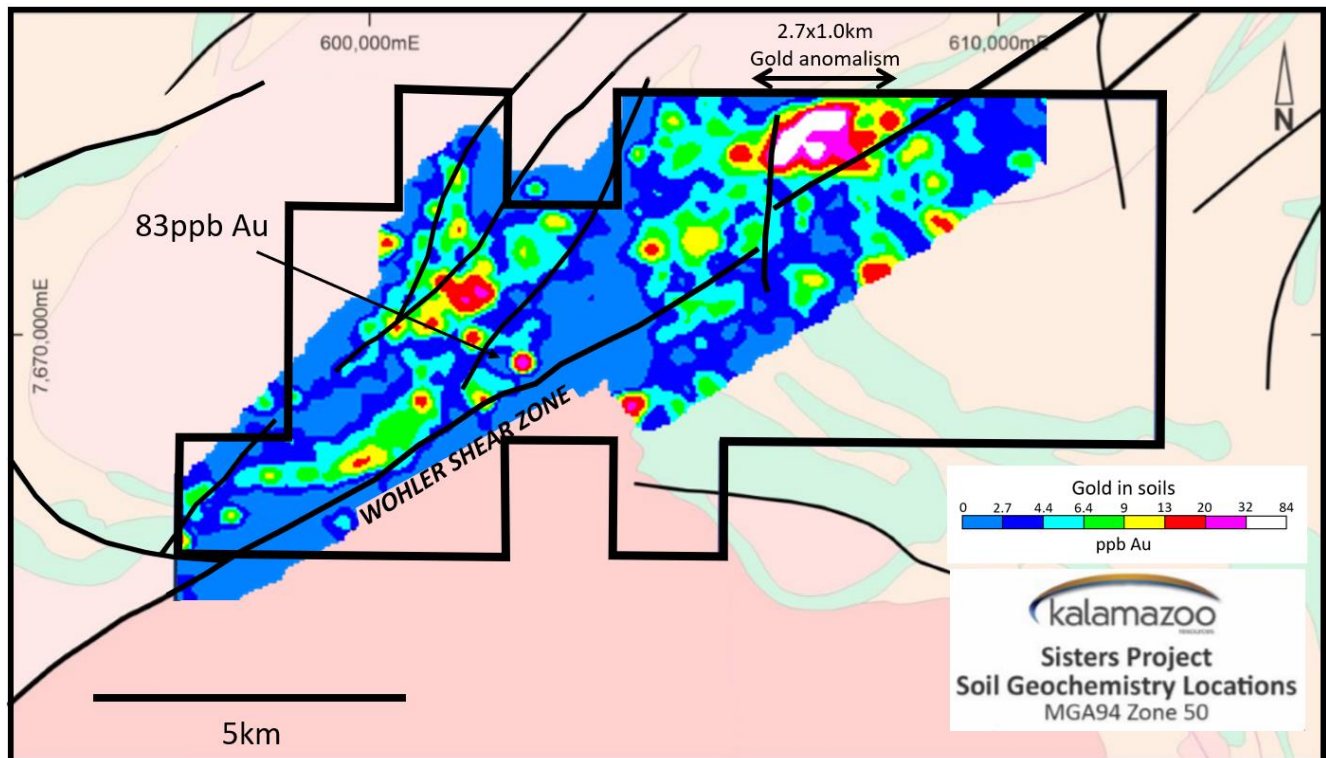 600,000mE
2.7x1.0km
Gold anomalism
610,000mE
N
83ppb Au
7,670,000mE
WOHLER SHEAR ZONE
Gold in soils
0 2.7 4.4 6.4 9 13 20 32 84
ppb Au
kalamazoo
resources
Sisters Project
Soil Geochemistry Locations
MGA94 Zone 50
5km